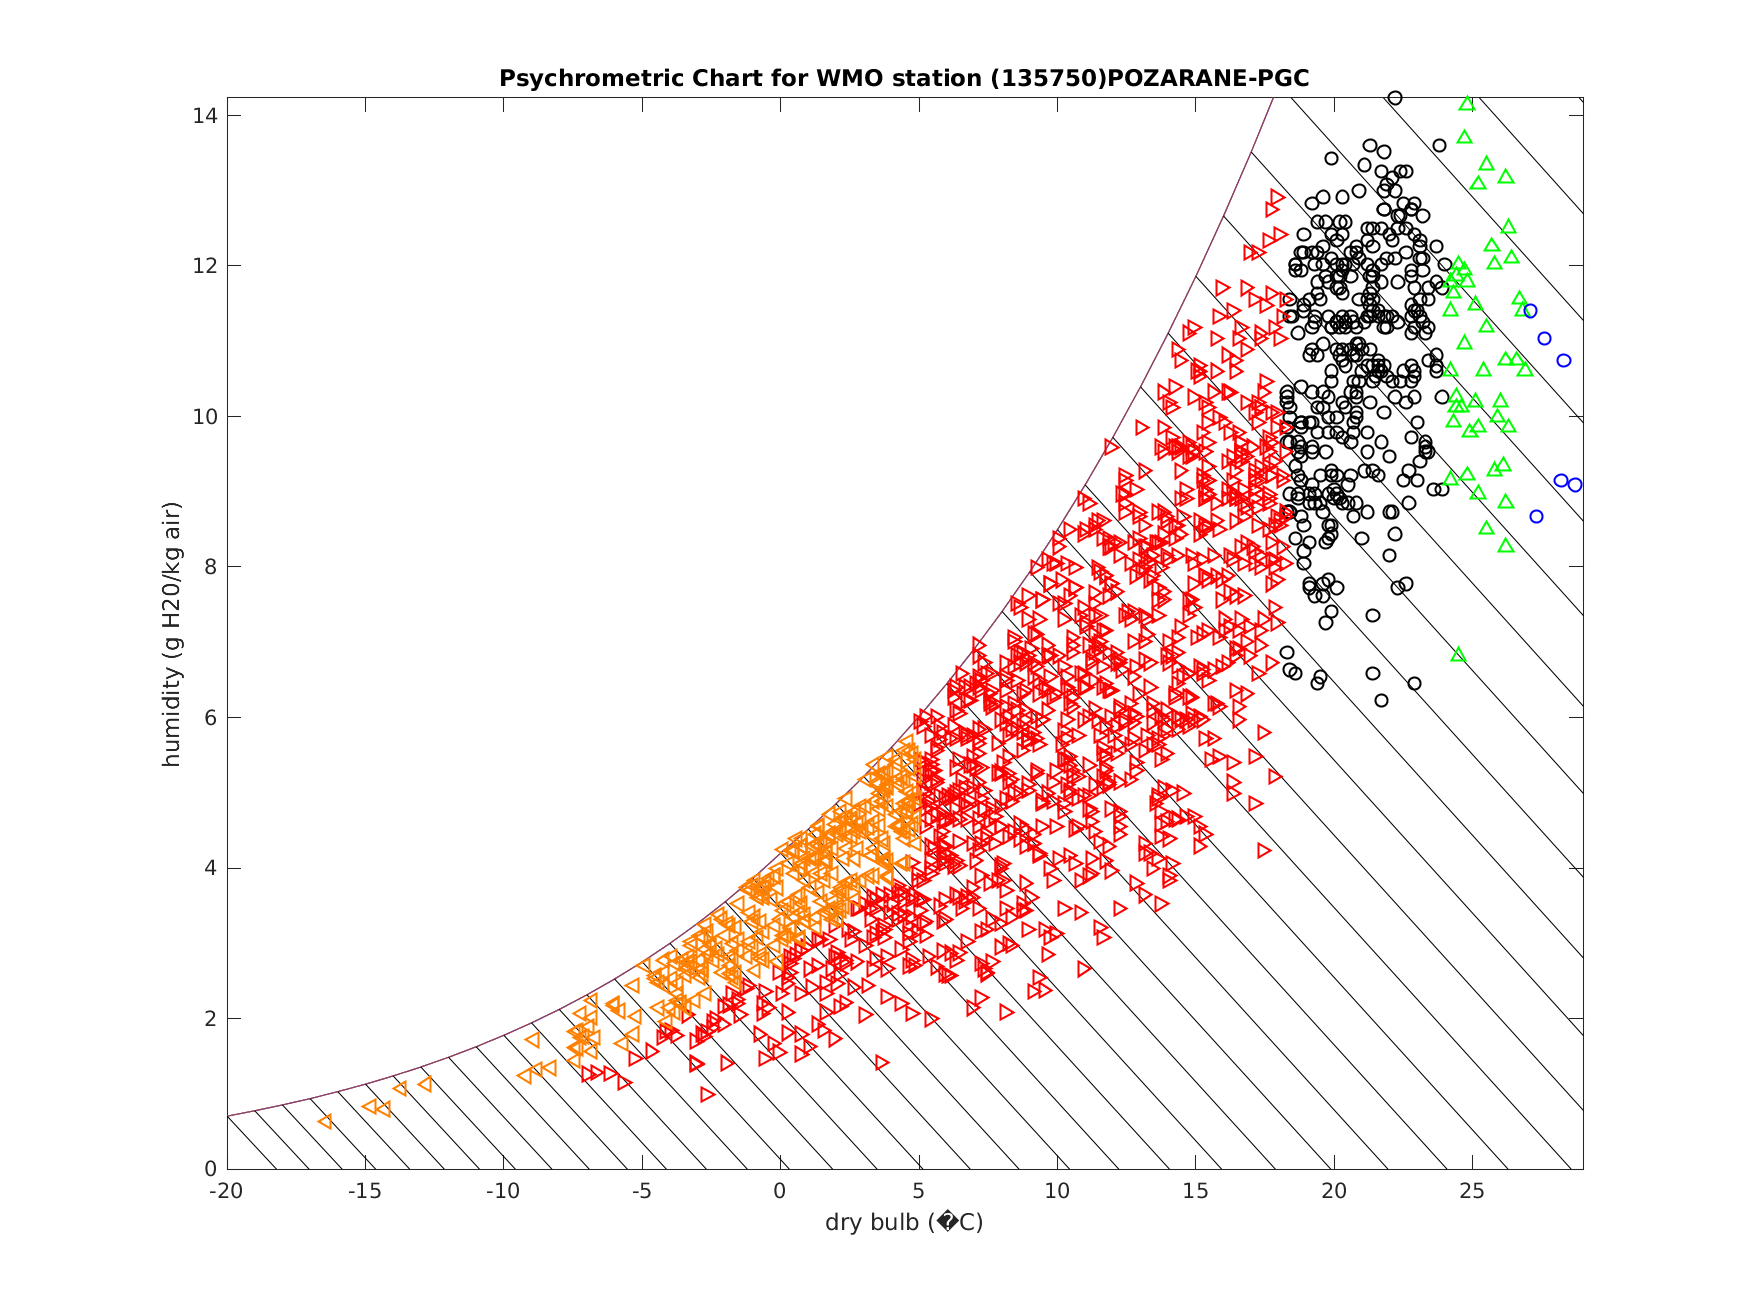 Psychrometric Chart for WMO station (135750)POZARANE-PGC
14
12
10
8
6
4
2
0
humidity (g H20/kg air)
-20 -15 -10 -5 0 5 10 15 20 25
dry bulb (�C)